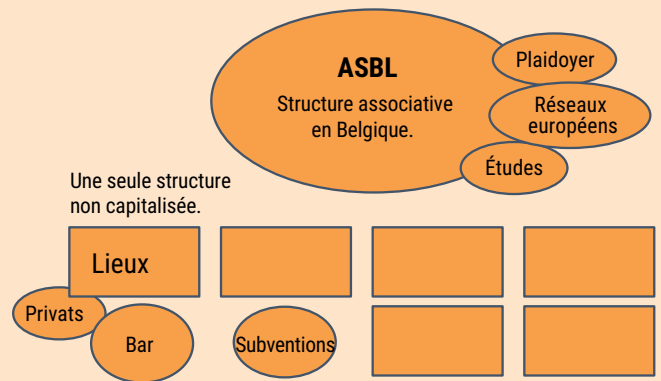 ASBL
Structure associative
en Belgique.
Plaidoyer
Réseaux
européens
Études
Une seule structure
non capitalisée.
Lieux
Privats
Bar
Subventions